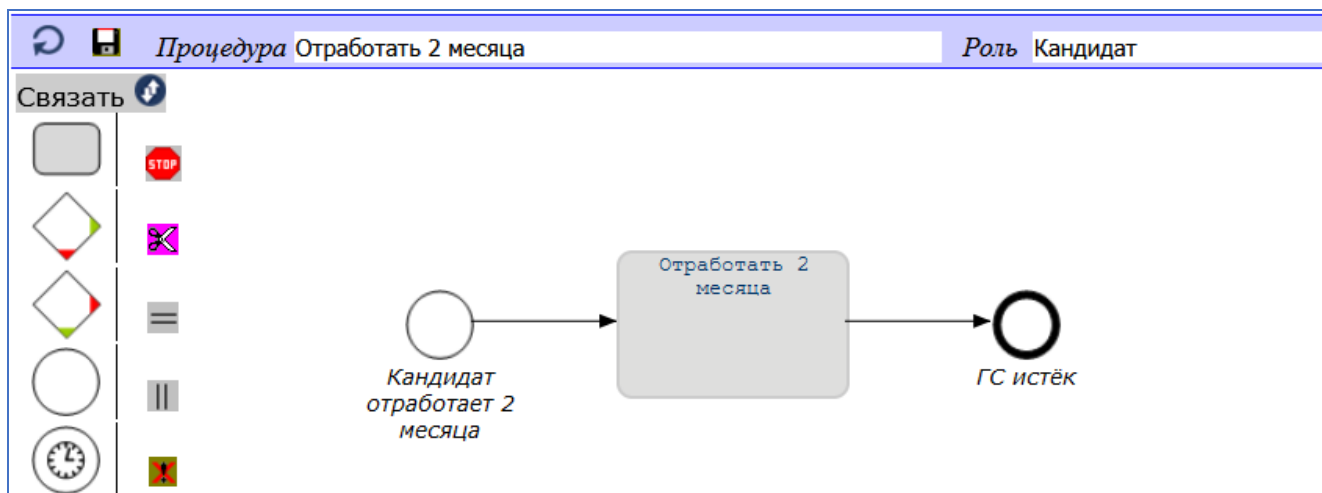 Процедура Отработать 2 месяца Роль Кандидат
Связать
STOP
Отработать 2
месяца
Кандидат
отработает 2
месяца
ГС истёк